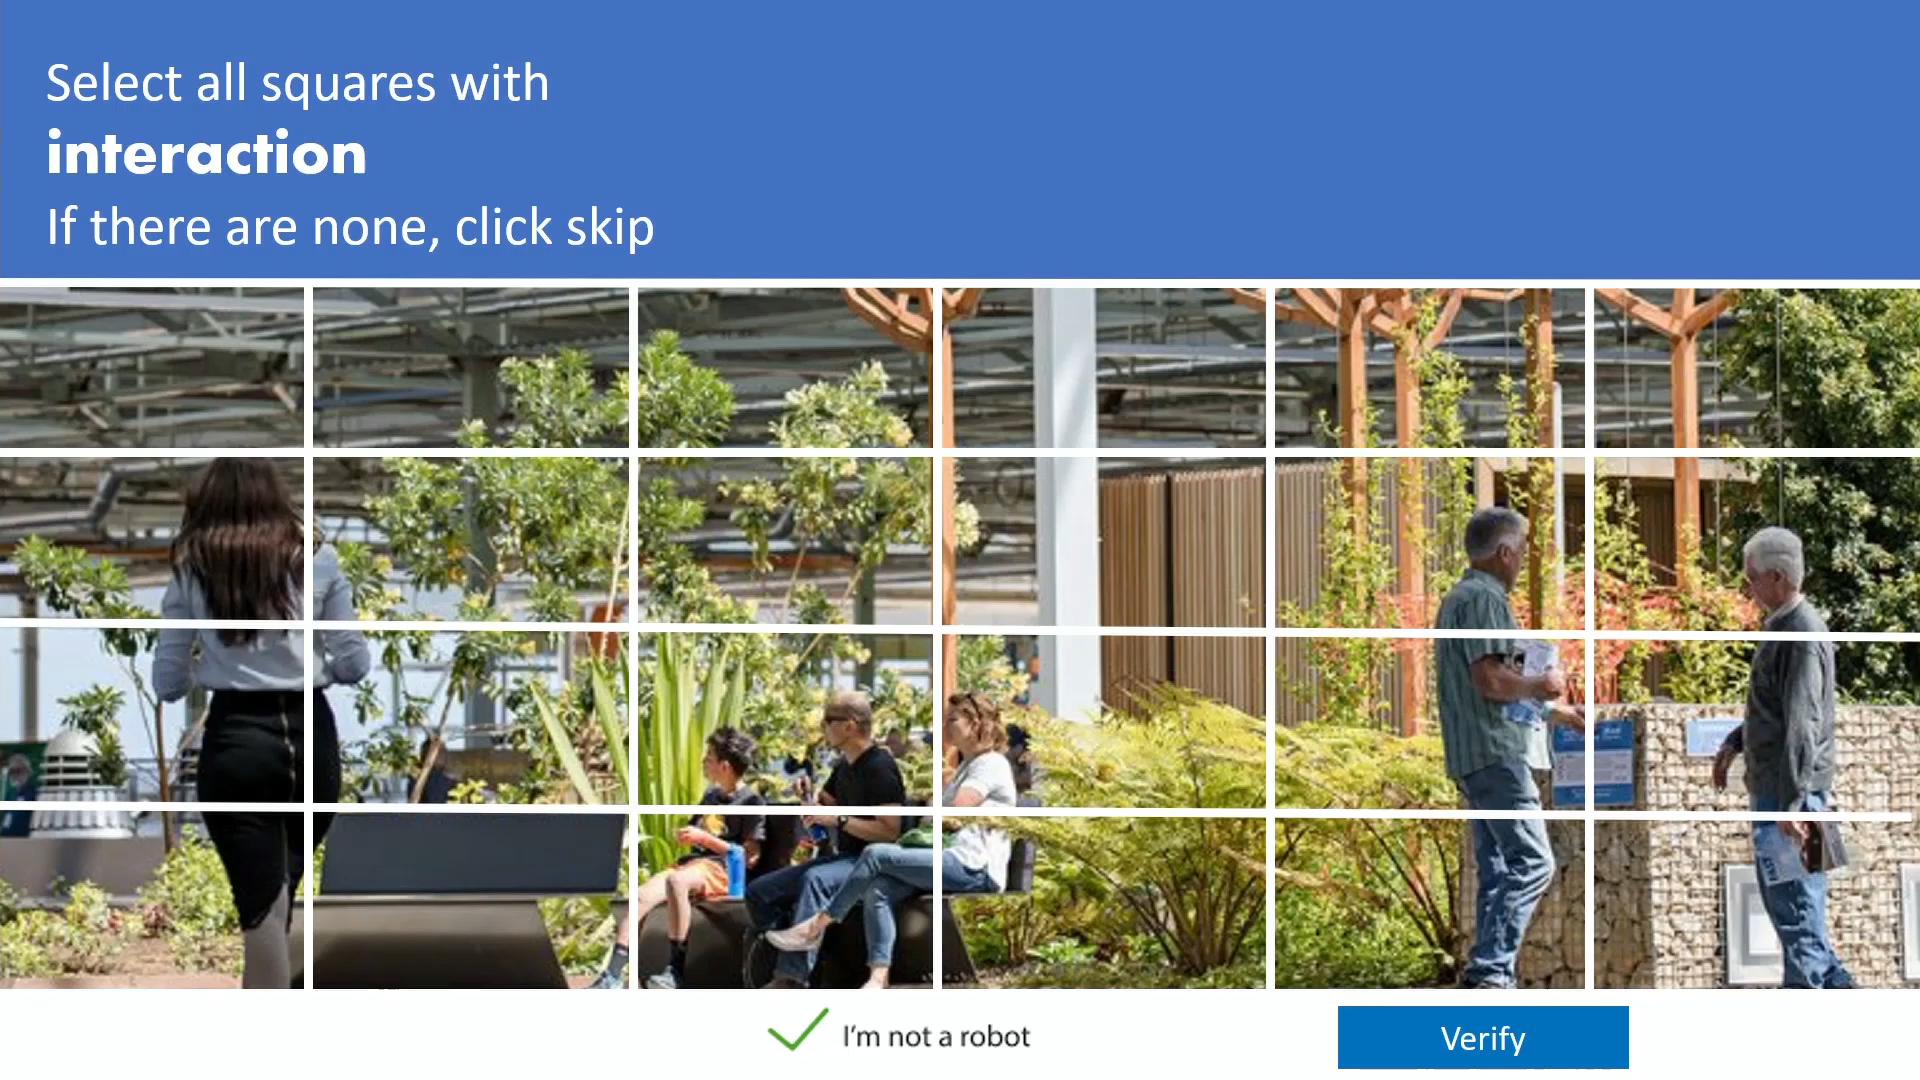 Select all squares with
interaction
If there are none, click skip
I'm not a robot
Verify